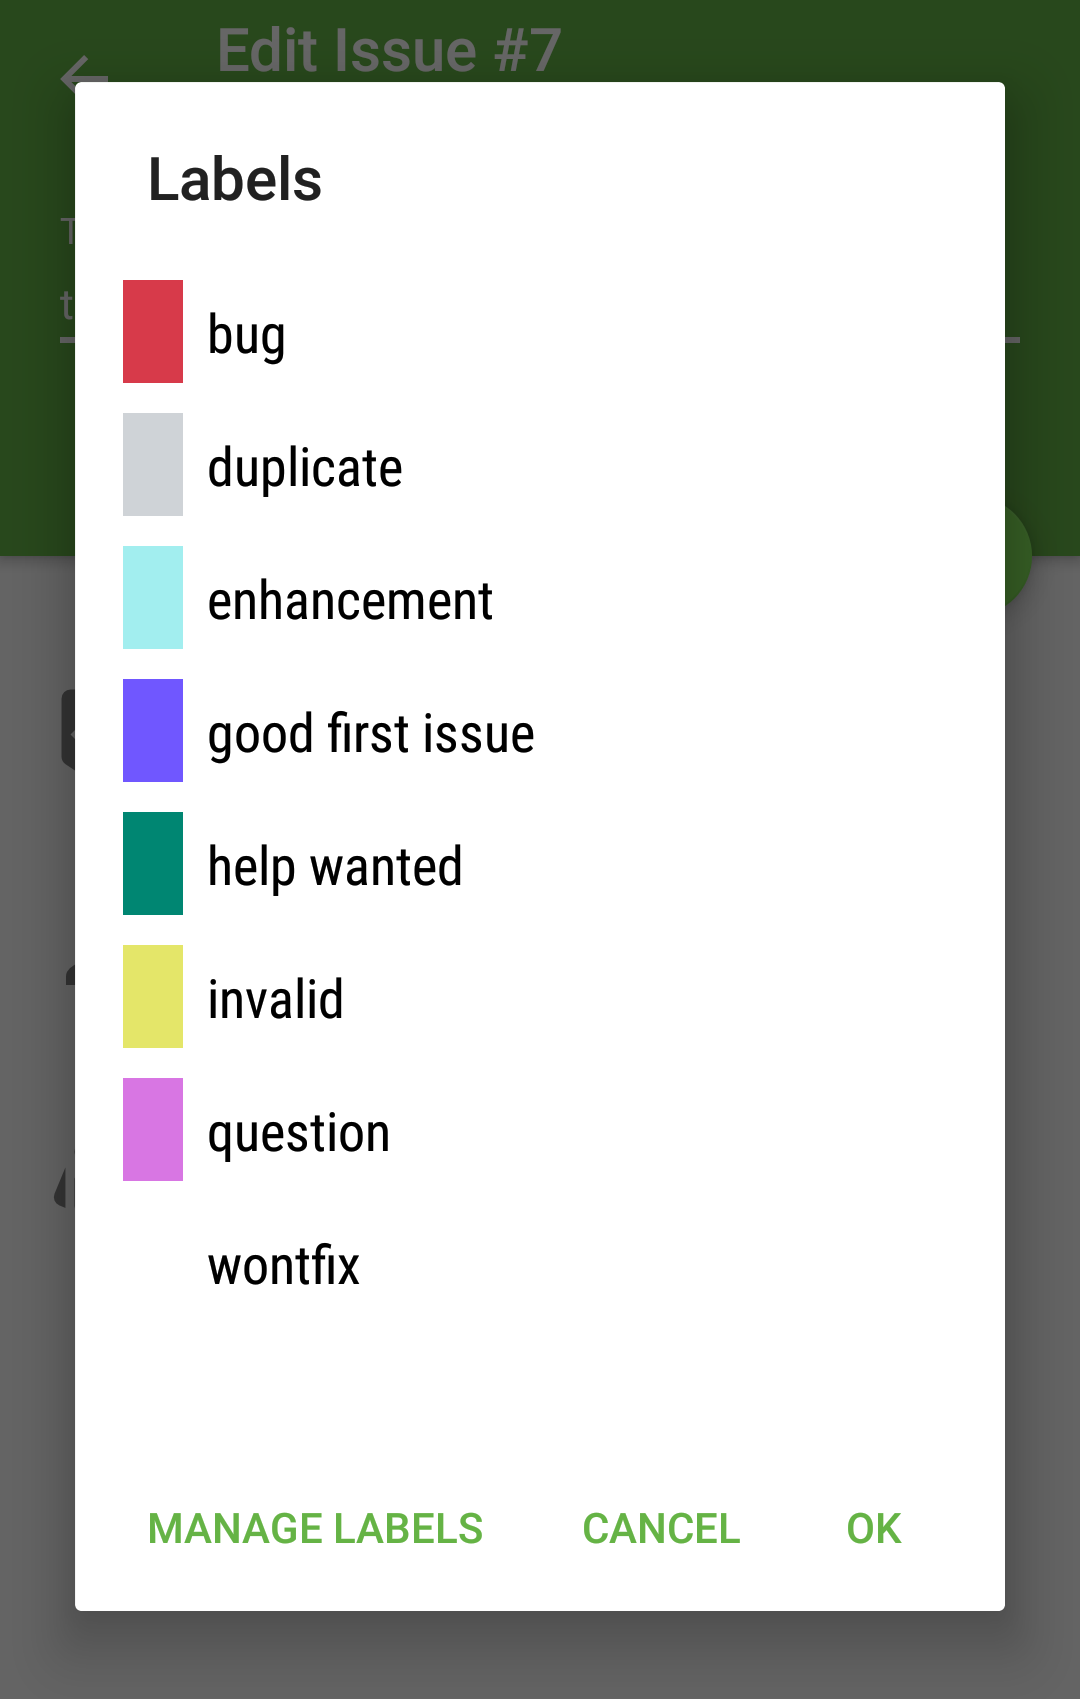 Edit Issue #7
Labels
T
t
bug
duplicate
enhancement
good first issue
help wanted
invalid
question
wontfix
MANAGE LABELS CANCEL OK